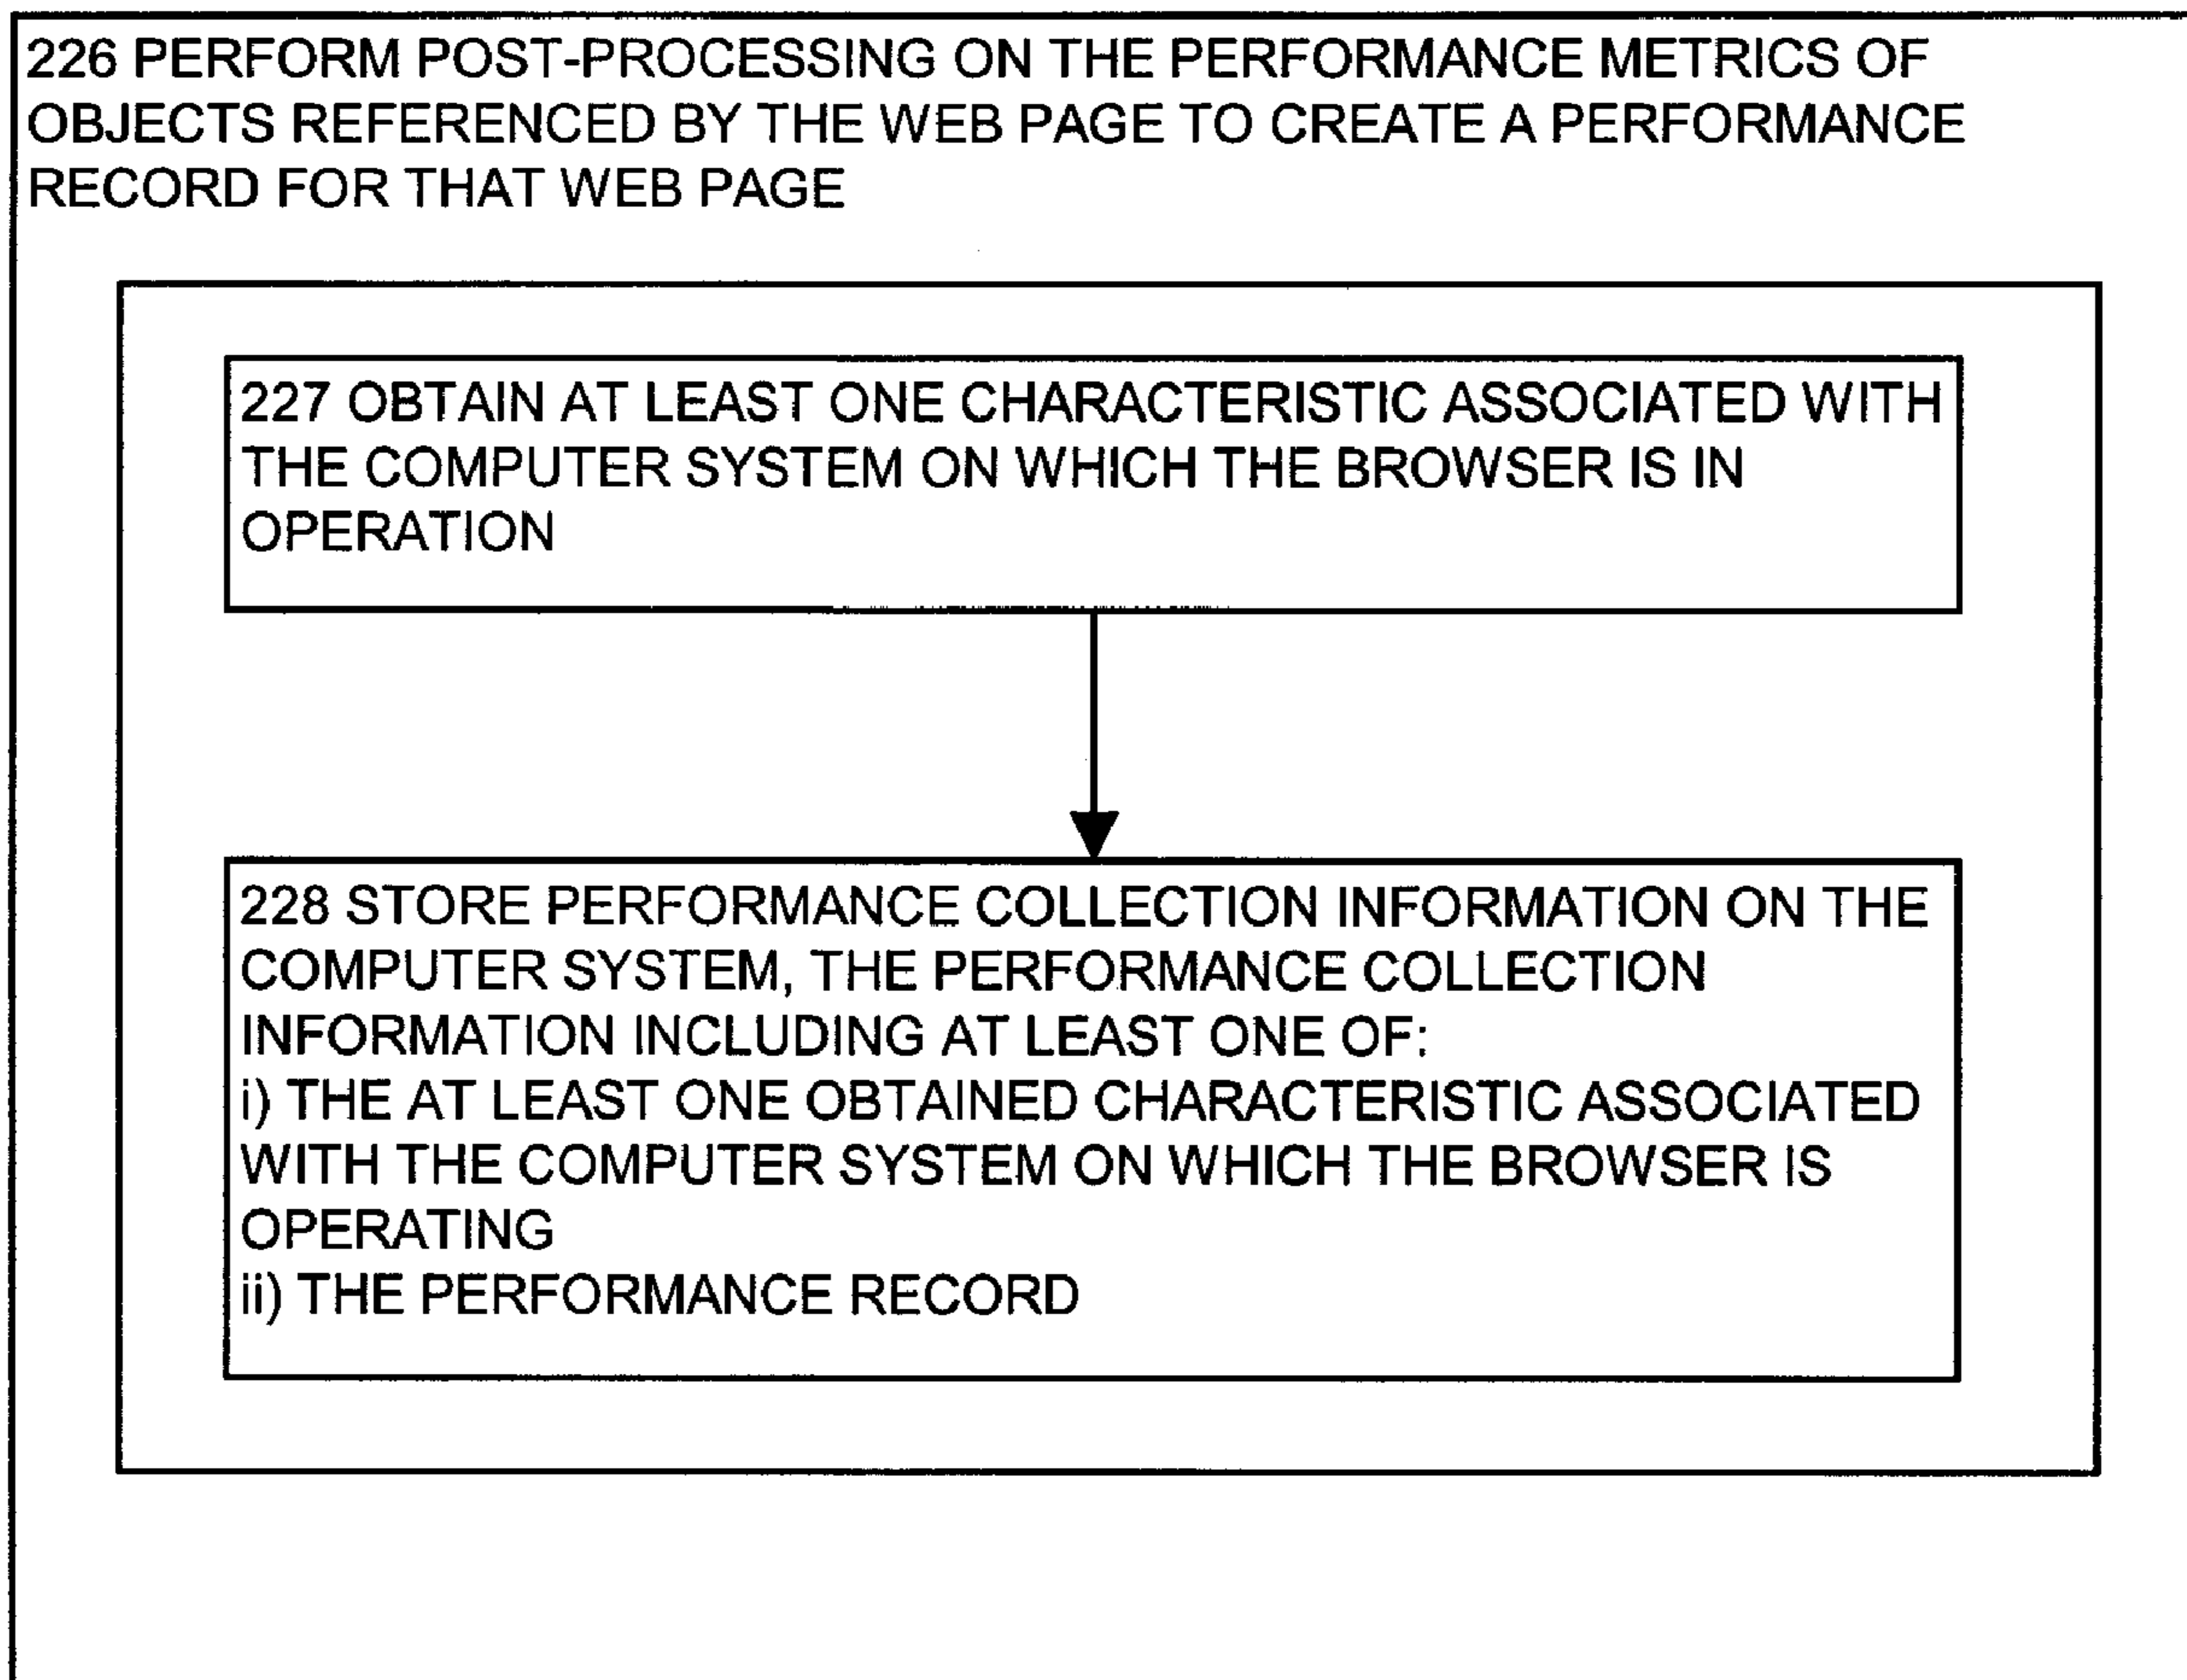 226 PERFORM POST-PROCESSING ON THE PERFORMANCE METRICS OF
OBJECTS REFERENCED BY THE WEB PAGE TO CREATE A PERFORMANCE
RECORD FOR THAT WEB PAGE
227 OBTAIN AT LEAST ONE CHARACTERISTIC ASSOCIATED WITH
THE COMPUTER SYSTEM ON WHICH THE BROWSER IS IN
OPERATION
228 STORE PERFORMANCE COLLECTION INFORMATION ON THE
COMPUTER SYSTEM, THE PERFORMANCE COLLECTION
INFORMATION INCLUDING AT LEAST ONE OF:
i) THE AT LEAST ONE OBTAINED CHARACTERISTIC ASSOCIATED
WITH THE COMPUTER SYSTEM ON WHICH THE BROWSER IS
OPERATING
ii) THE PERFORMANCE RECORD